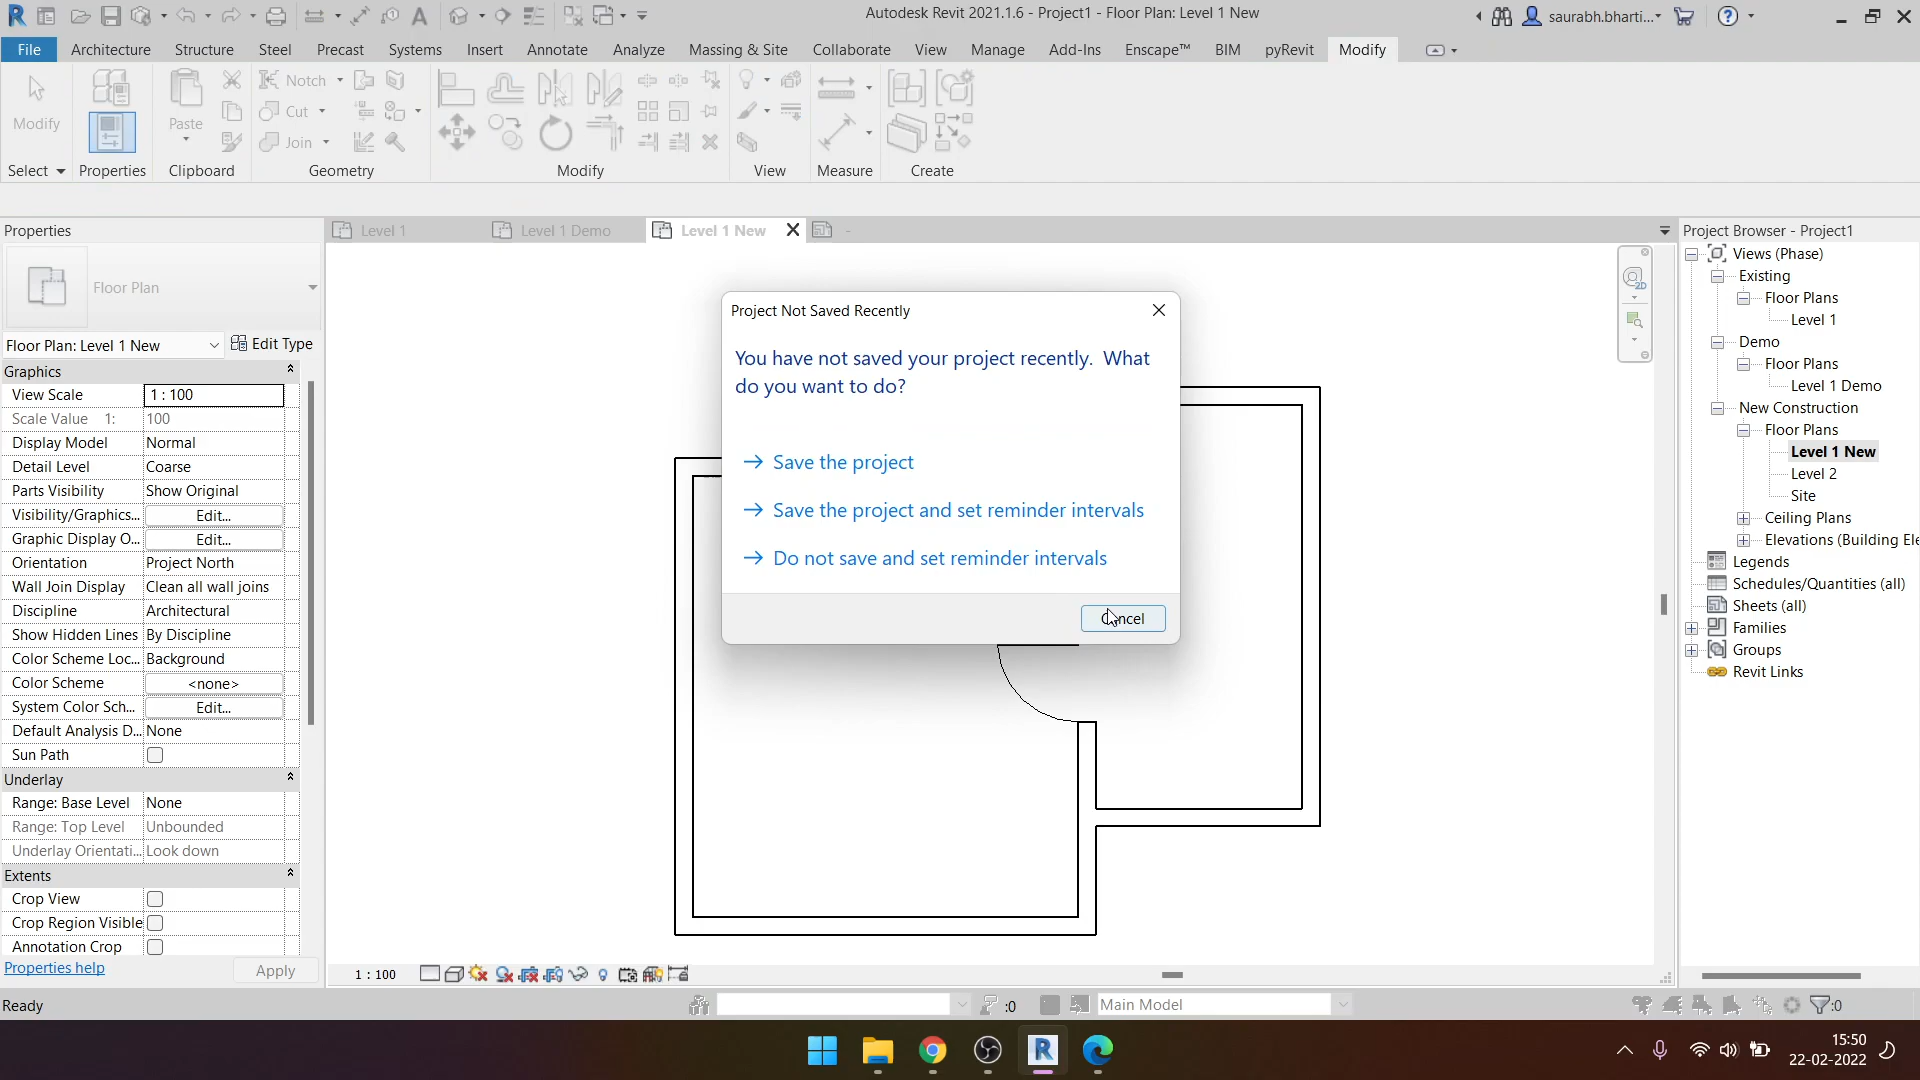 Autodesk Revit 2021.1.6 - Project1 - Floor Plan: Level 1 New
saurabh.bharti...
File Architecture Structure Steel Precast Systems Insert Annotate Analyze Massing & Site Collaborate View Manage Add-Ins Enscape™ BIM pyRevit Modify
Modify
Paste
Notch
Cut
Join
Select Properties Clipboard Geometry Modify View Measure Create
Properties
Level 1
Level 1 Demo
Level 1 New
-
Floor Plan
Floor Plan: Level 1 New
Edit Type
Graphics
View Scale 1 : 100
Scale Value 1: 100
Display Model Normal
Detail Level Coarse
Parts Visibility Show Original
Visibility/Graphics... Edit...
Graphic Display O... Edit...
Orientation Project North
Wall Join Display Clean all wall joins
Discipline Architectural
Show Hidden Lines By Discipline
Color Scheme Loc... Background
Color Scheme <none>
System Color Sch... Edit...
Default Analysis D... None
Sun Path
Underlay
Range: Base Level None
Range: Top Level Unbounded
Underlay Orientati... Look down
Extents
Crop View
Crop Region Visible
Annotation Crop
Properties help
Apply
Project Not Saved Recently
You have not saved your project recently. What
do you want to do?
Save the project
Save the project and set reminder intervals
Do not save and set reminder intervals
Cancel
2D
Project Browser - Project1
Views (Phase)
Existing
Floor Plans
Level 1
Demo
Floor Plans
Level 1 Demo
New Construction
Floor Plans
Level 1 New
Level 2
Site
Ceiling Plans
Elevations (Building Ele
Legends
Schedules/Quantities (all)
Sheets (all)
Families
Groups
Revit Links
1 : 100
Ready
:0
Main Model
:0
15:50
22-02-2022